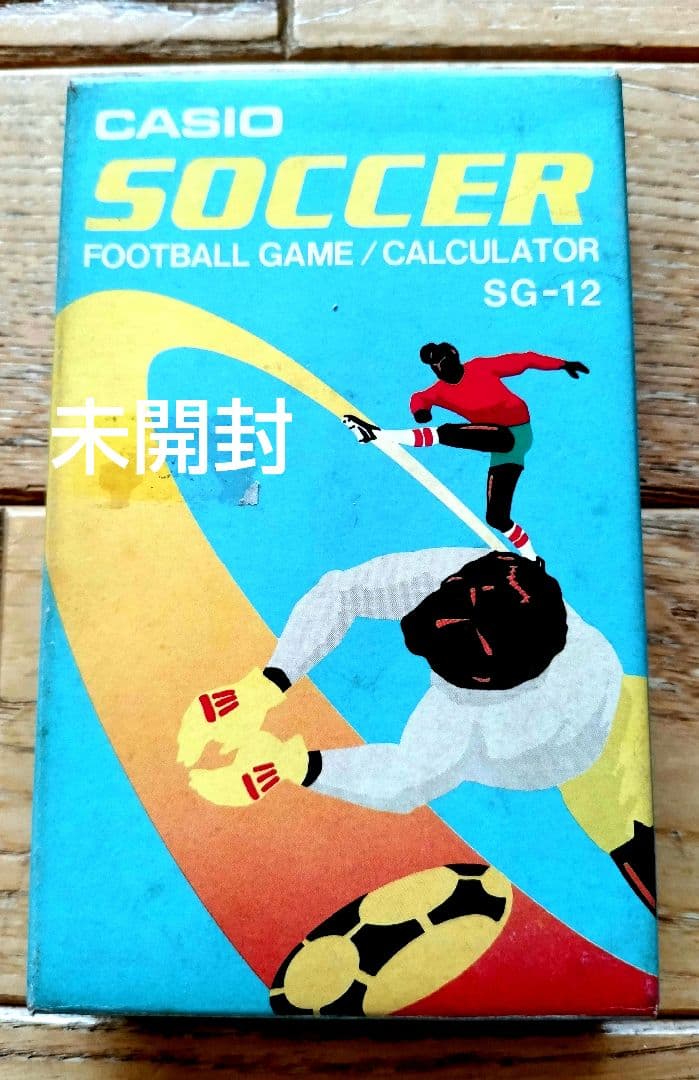 CASIO
SOCCER
FOOTBALL GAME / CALCULATOR
SG-12
未開封